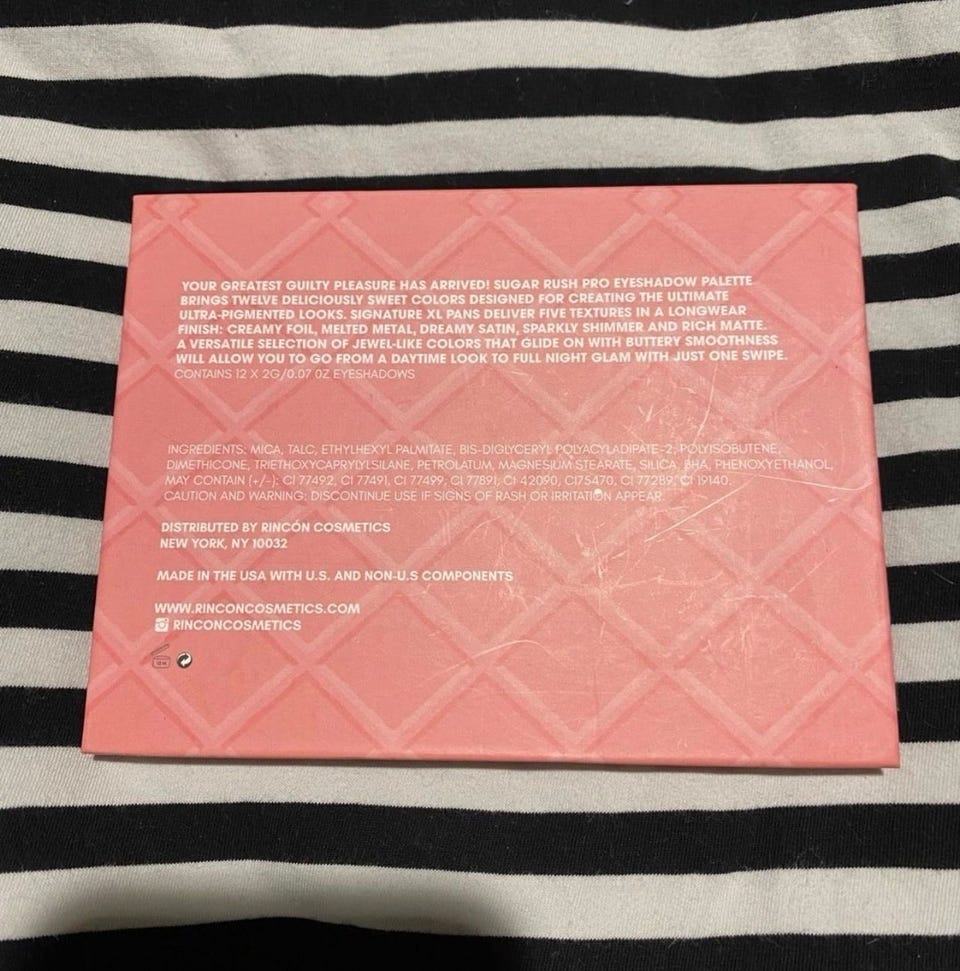 YOUR GREATEST GUILTY PLEASURE HAS ARRIVED! SUGAR RUSH PRO EYESHADOW PALETTE
BRINGS TWELVE DELICIOUSLY SWEET COLORS DESIGNED FOR CREATING THE ULTIMATE
ULTRA-PIGMENTED LOOKS. SIGNATURE XL PANS DELIVER FIVE TEXTURES IN A LONGWEAR
FINISH: CREAMY FOIL, MELTED METAL, DREAMY SATIN, SPARKLY SHIMMER AND RICH MATTE.
A VERSATILE SELECTION OF JEWEL-LIKE COLORS THAT GLIDE ON WITH BUTTERY SMOOTHNESS
WILL ALLOW YOU TO GO FROM A DAYTIME LOOK TO FULL NIGHT GLAM WITH JUST ONE SWIPE.
CONTAINS 12 X 2G/0.07 OZ EYESHADOWS
INGREDIENTS: MICA, TALC, ETHYLHEXYL PALMITATE, BIS-DIGLYCERYL POLYACYLADIPATE-2, POLYISOBUTENE,
DIMETHICONE, TRIETHOXYCAPRYLYLSILANE, PETROLATUM, MAGNESIUM STEARATE, SILICA, BHA, PHENOXYETHANOL,
MAY CONTAIN (+/-): CI 77492, CI 77491, CI 77499, CI 77891, CI 42090, CI75470, CI 77289, CI 19140.
CAUTION AND WARNING: DISCONTINUE USE IF SIGNS OF RASH OR IRRITATION APPEAR.
DISTRIBUTED BY RINCÓN COSMETICS
NEW YORK, NY 10032
MADE IN THE USA WITH U.S. AND NON-U.S COMPONENTS
WWW.RINCONCOSMETICS.COM
RINCONCOSMETICS